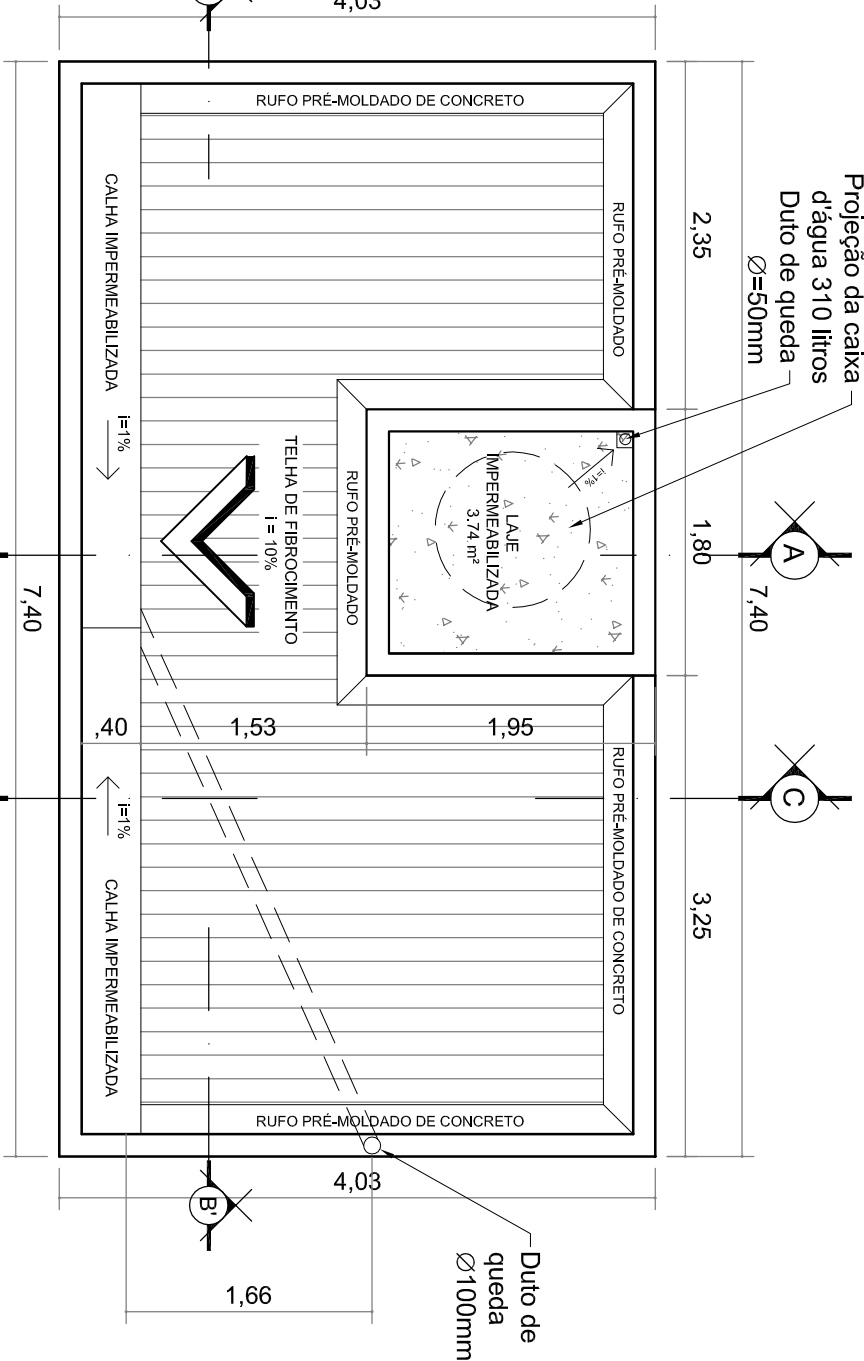 Projeção da caixa
d'água 310 litros
Duto de queda
Ø=50mm
A
C
7,40
2,35
1,80
3,25
RUFO PRÉ-MOLDADO
RUFO PRÉ-MOLDADO DE CONCRETO
i=1%
LAJE
IMPERMEABILIZADA
3.74 m²
RUFO PRÉ-MOLDADO
TELHA DE FIBROCIMENTO
i = 10%
CALHA IMPERMEABILIZADA
i=1%
i=1%
CALHA IMPERMEABILIZADA
7,40
4,03
RUFO PRÉ-MOLDADO DE CONCRETO
,40
1,53
1,95
RUFO PRÉ-MOLDADO DE CONCRETO
4,03
B'
1,66
Duto de
queda
Ø100mm